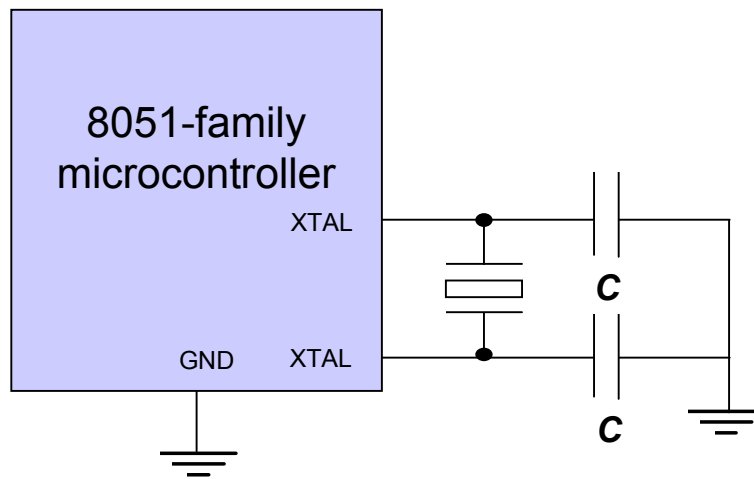 8051-family
microcontroller
XTAL
C
GND
XTAL
C